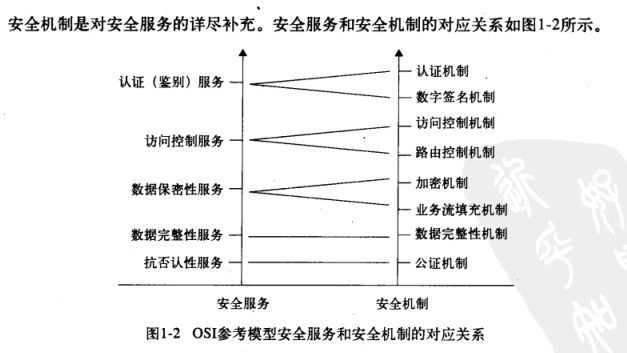 安全机制是对安全服务的详尽补充。安全服务和安全机制的对应关系如图1-2所示。
认证（鉴别）服务
认证机制
数字签名机制
访问控制服务
访问控制机制
路由控制机制
数据保密性服务
加密机制
业务流填充机制
数据完整性服务
数据完整性机制
抗否认性服务
公证机制
安全服务
安全机制
图1-2 OSI参考模型安全服务和安全机制的对应关系